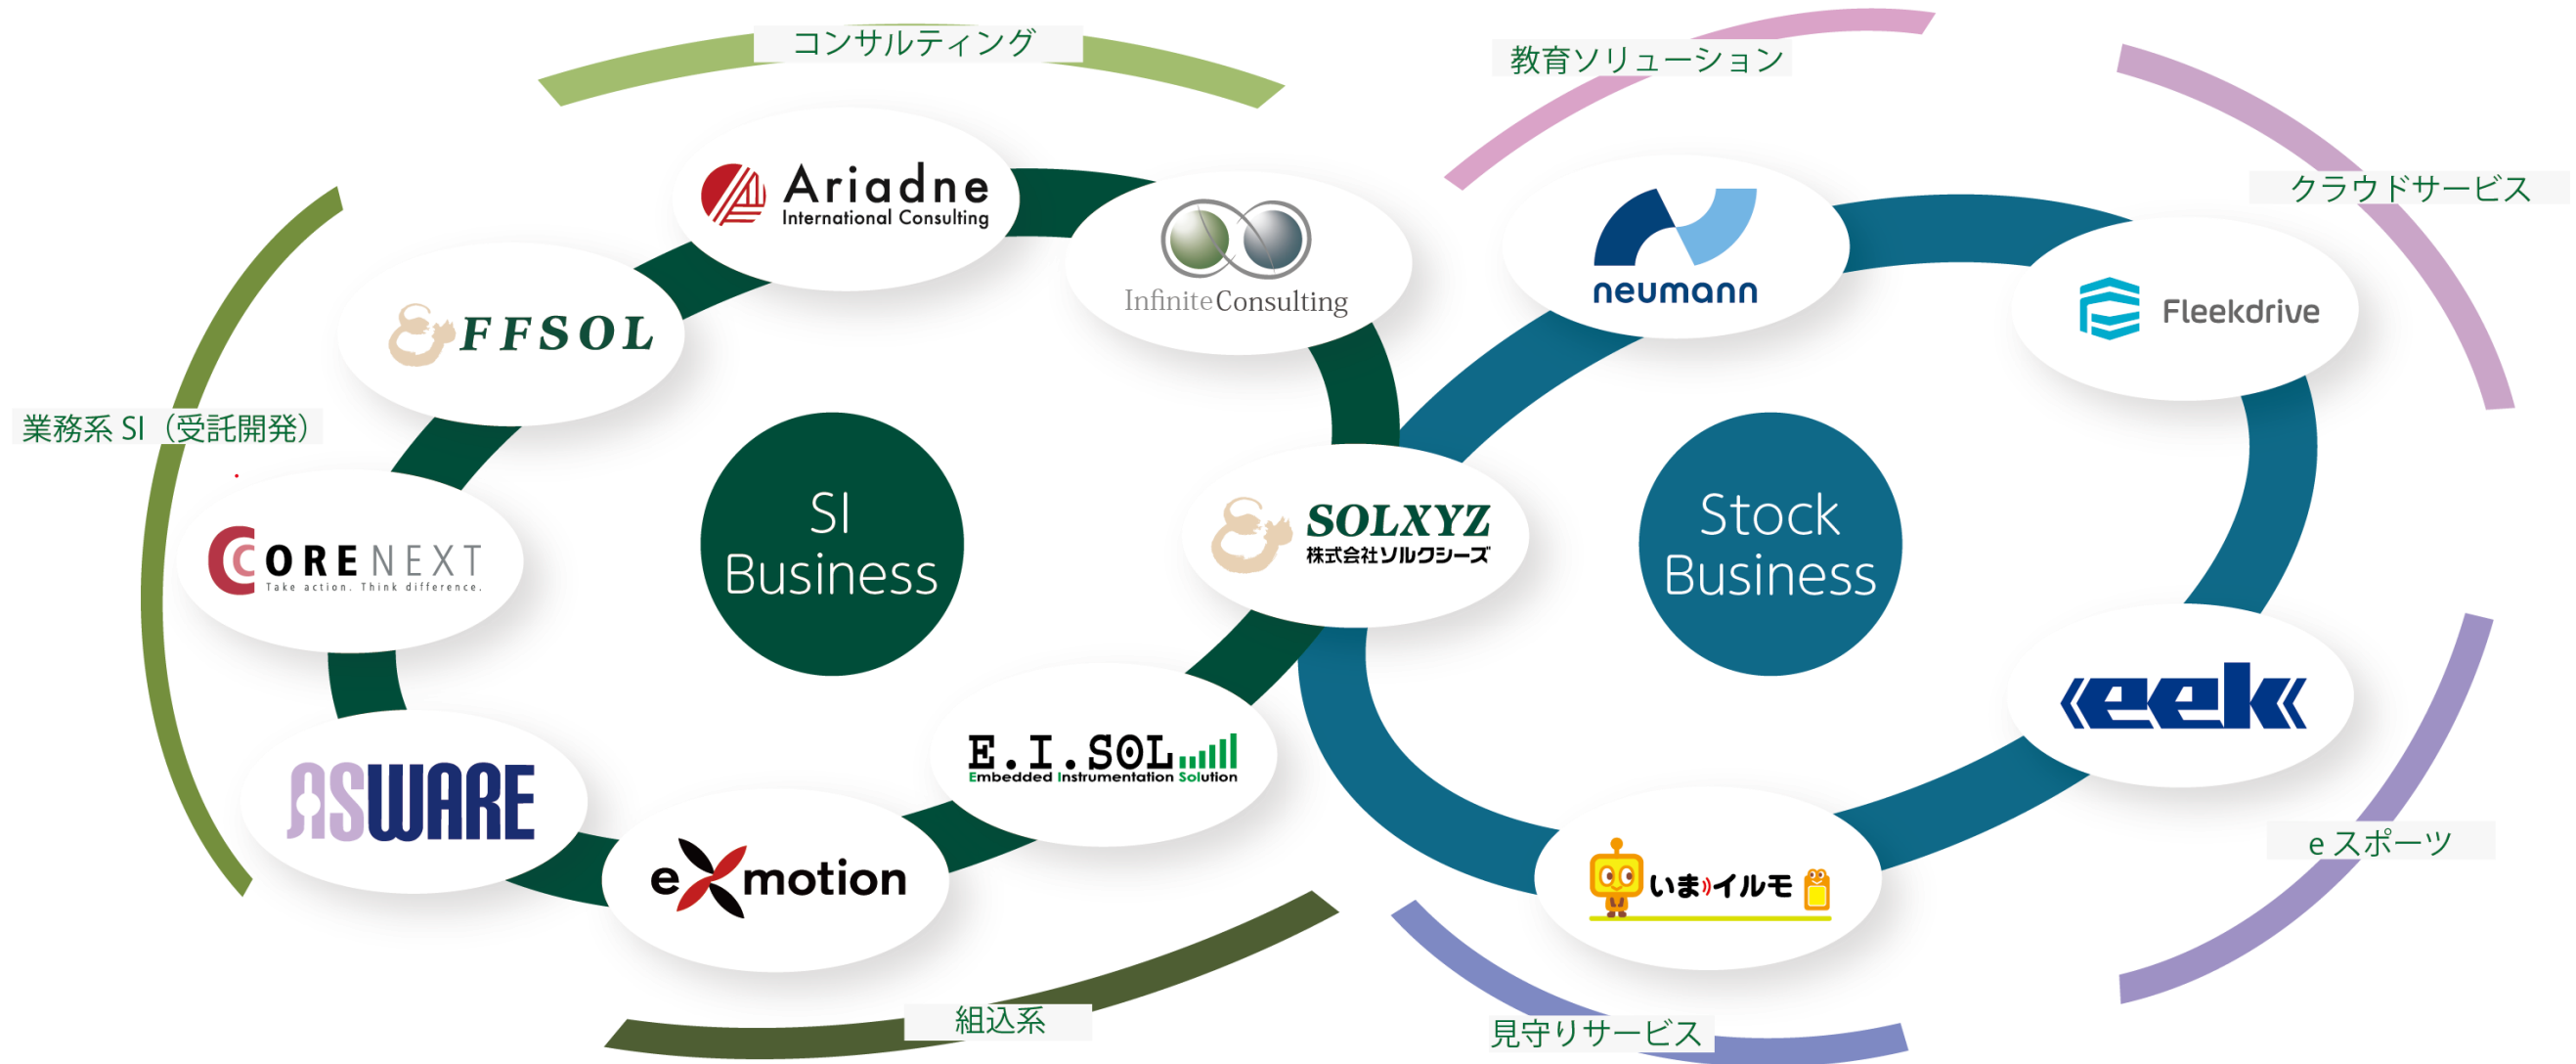 コンサルティング
教育ソリューション
クラウドサービス
Ariadne
International Consulting
Infinite Consulting
neumann
Fleekdrive
FFSOL
業務系 SI（受託開発）
SI
Business
SOLXYZ
株式会社ソルクシーズ
Stock
Business
CORE NEXT
Take action. Think difference.
eek
E.I.SOL
Embedded Instrumentation Solution
ASWARE
eXmotion
いまイルモ
eスポーツ
組込系
見守りサービス